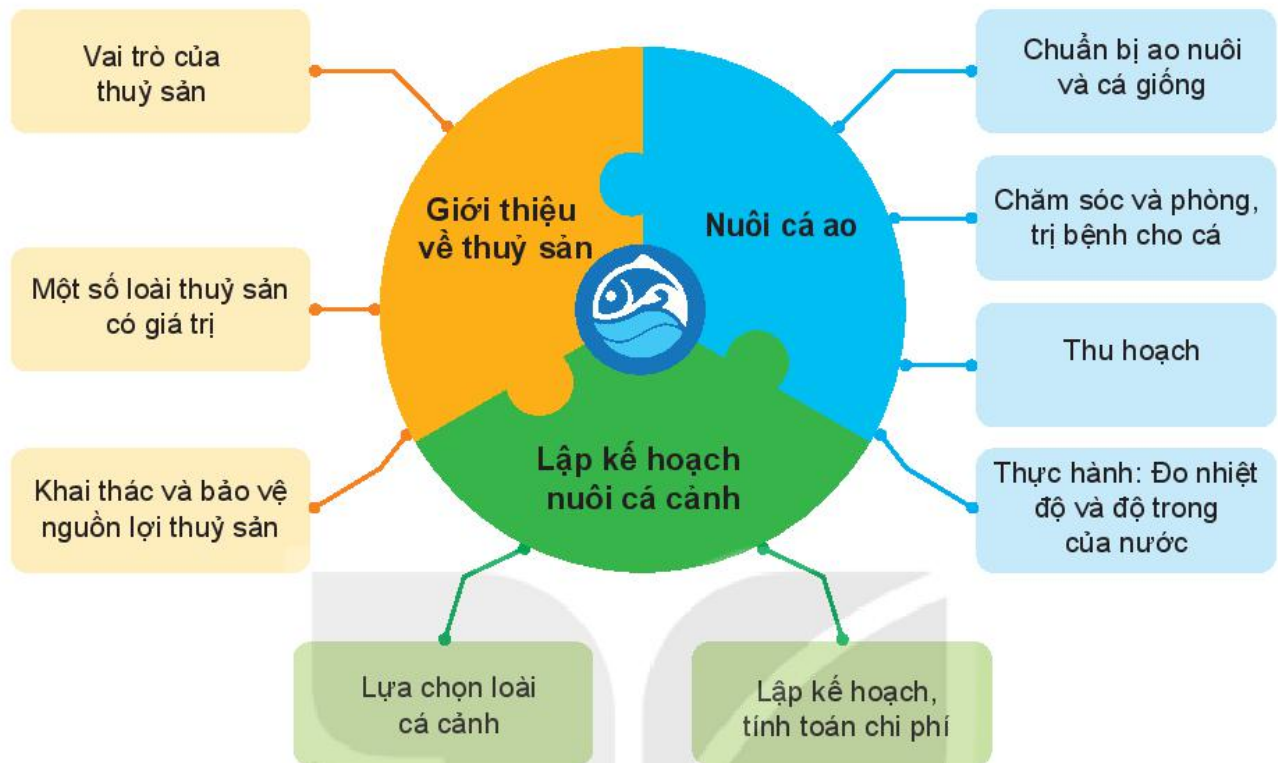 Vai trò của
thuỷ sản
Một số loài thuỷ sản
có giá trị
Khai thác và bảo vệ
nguồn lợi thuỷ sản
Giới thiệu
về thuỷ sản
Nuôi cá ao
Lập kế hoạch
nuôi cá cảnh
Chuẩn bị ao nuôi
và cá giống
Chăm sóc và phòng,
trị bệnh cho cá
Thu hoạch
Thực hành: Đo nhiệt
độ và độ trong
của nước
Lựa chọn loài
cá cảnh
Lập kế hoạch,
tính toán chi phí